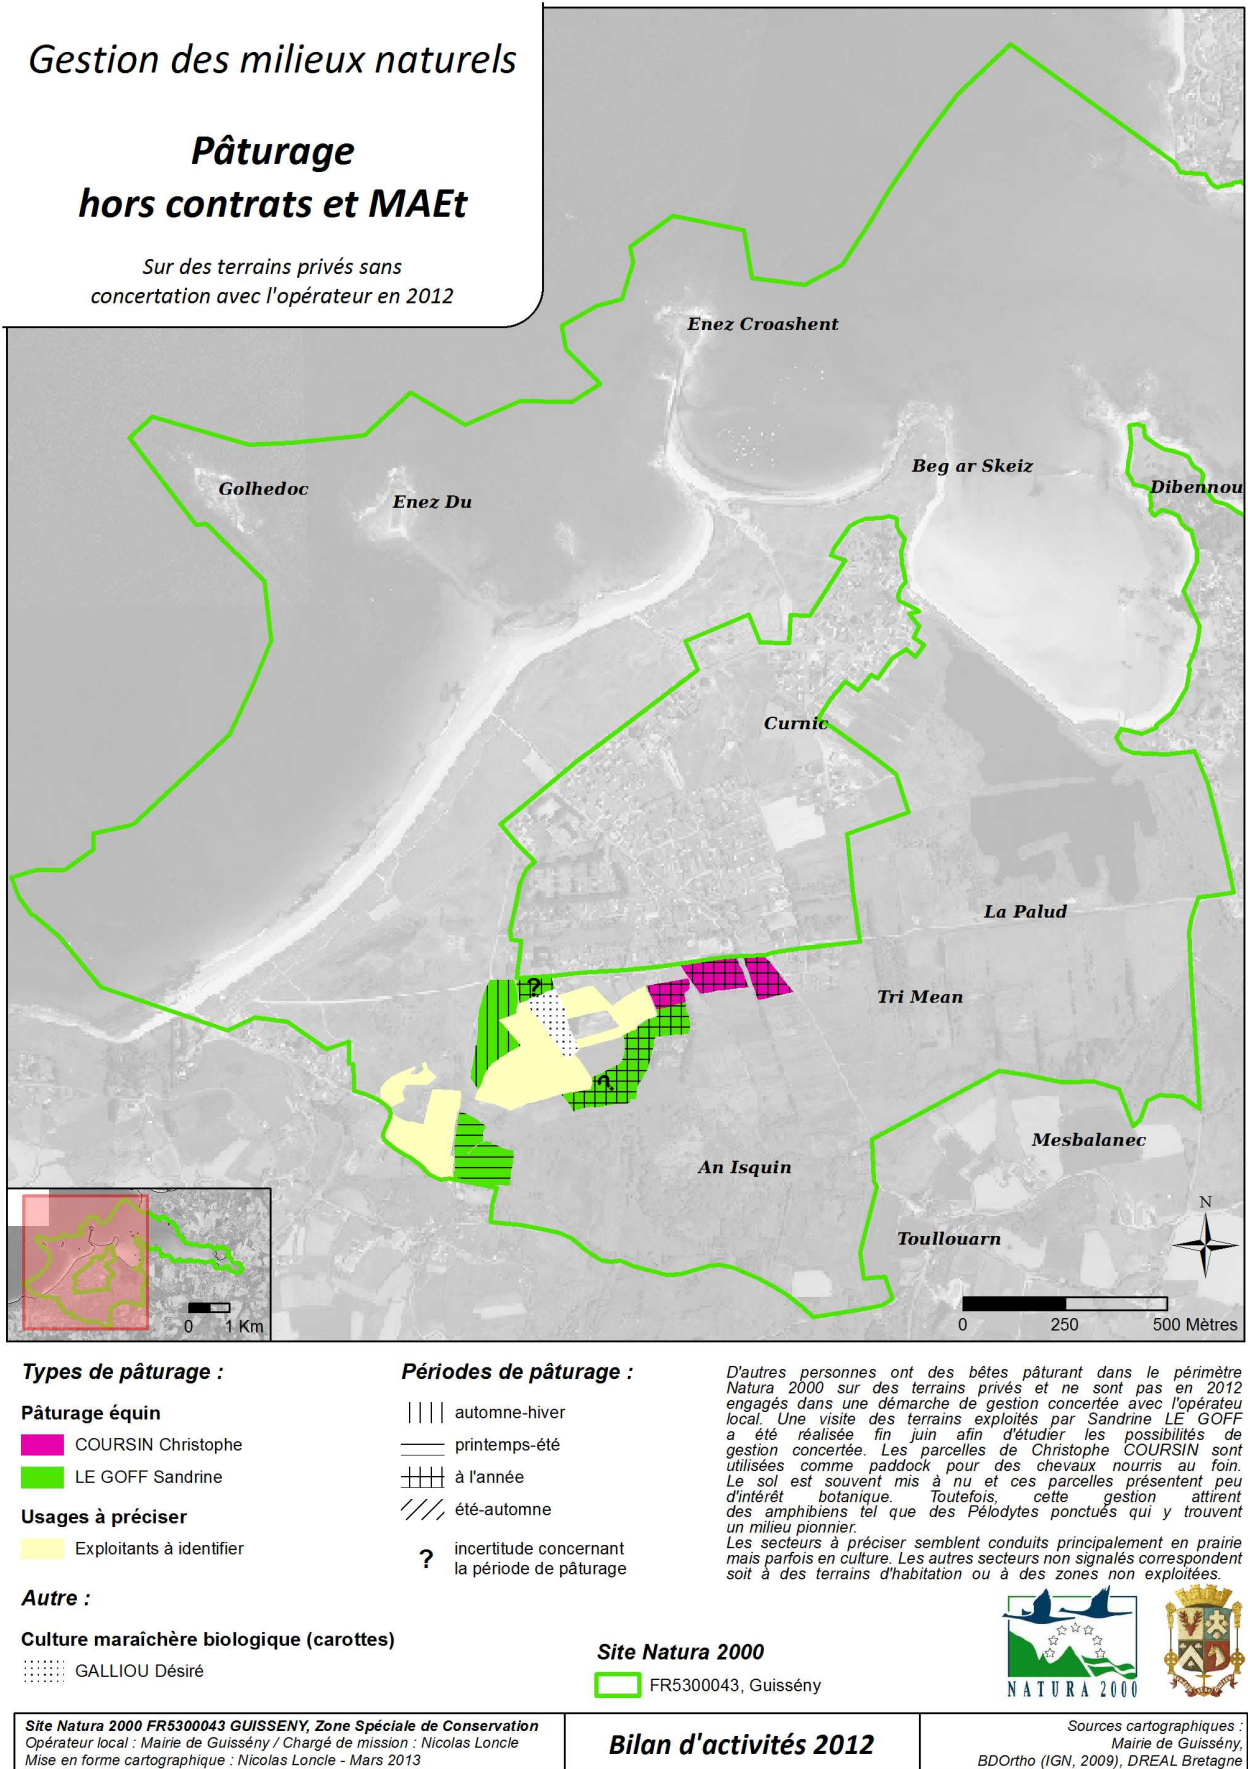 Gestion des milieux naturels
Pâturage
hors contrats et MAEt
Sur des terrains privés sans
concertation avec l'opérateur en 2012
Enez Croashent
Beg ar Skeiz
Dibennou
Golhedoc
Enez Du
Curnic
La Palud
Tri Mean
?
?
Mesbalanec
An Isquin
Toullouarn
N
0 250 500 Mètres
0 1 Km
Types de pâturage :
Pâturage équin
COURSIN Christophe
LE GOFF Sandrine
Usages à préciser
Exploitants à identifier
Autre :
Culture maraîchère biologique (carottes)
GALLIOU Désiré
Périodes de pâturage :
automne-hiver
printemps-été
à l'année
été-automne
? incertitude concernant
la période de pâturage
Site Natura 2000
FR5300043, Guissény
D'autres personnes ont des bêtes pâturant dans le périmètre
Natura 2000 sur des terrains privés et ne sont pas en 2012
engagés dans une démarche de gestion concertée avec l'opérateu
local. Une visite des terrains exploités par Sandrine LE GOFF
a été réalisée fin juin afin d'étudier les possibilités de
gestion concertée. Les parcelles de Christophe COURSIN sont
utilisées comme paddock pour des chevaux nourris au foin.
Le sol est souvent mis à nu et ces parcelles présentent peu
d'intérêt botanique. Toutefois, cette gestion attirent
des amphibiens tel que des Pélodytes ponctués qui y trouvent
un milieu pionnier.
Les secteurs à préciser semblent conduits principalement en prairie
mais parfois en culture. Les autres secteurs non signalés correspondent
soit à des terrains d'habitation ou à des zones non exploitées.
NATURA 2000
Site Natura 2000 FR5300043 GUISSENY, Zone Spéciale de Conservation
Opérateur local : Mairie de Guissény / Chargé de mission : Nicolas Loncle
Mise en forme cartographique : Nicolas Loncle - Mars 2013
Bilan d'activités 2012
Sources cartographiques :
Mairie de Guissény,
BDOrtho (IGN, 2009), DREAL Bretagne